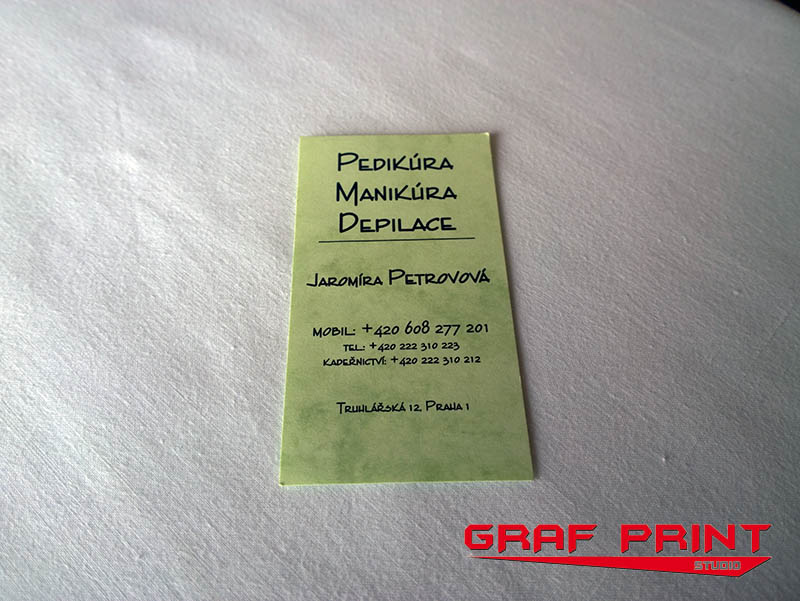 Pedikúra
Manikúra
Depilace
Jaromíra Petrovová
mobil: +420 608 277 201
tel.: +420 222 310 223
kadeřnictví: +420 222 310 212
Truhlářská 12, Praha 1
GRAF PRINT
STUDIO